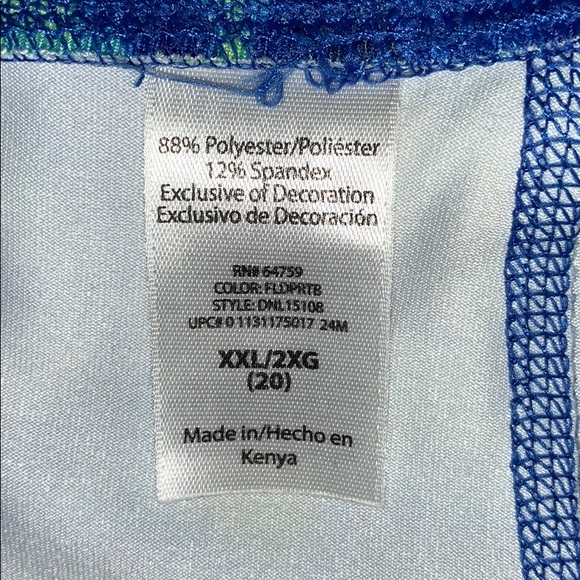 88% Polyester/Poliéster
12% Spandex
Exclusive of Decoration
Exclusivo de Decoración
RN# 64759
COLOR: FLDPRTB
STYLE: DNL15108
UPC# 0 1131175017 24M
XXL/2XG
(20)
Made in/Hecho en
Kenya